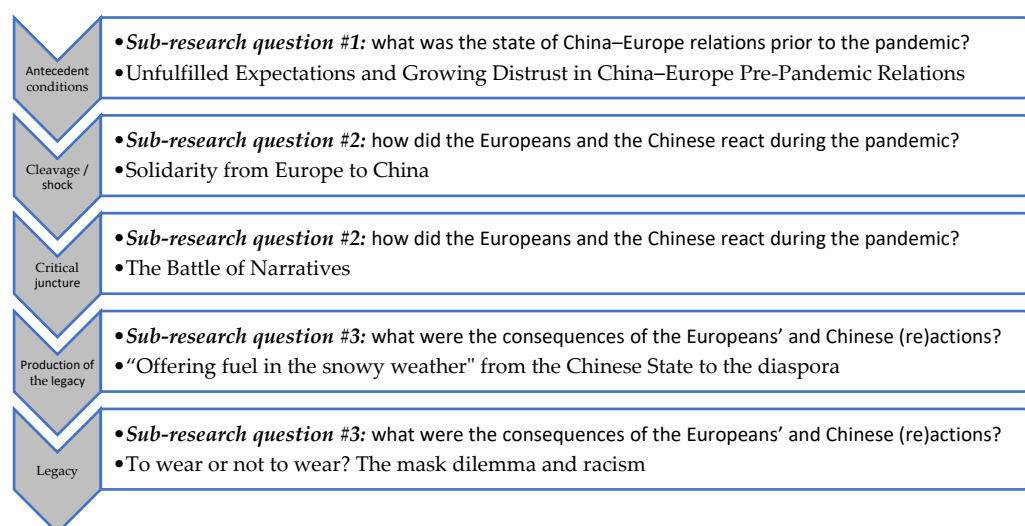 Antecedent
conditions
•Sub-research question #1: what was the state of China–Europe relations prior to the pandemic?
•Unfulfilled Expectations and Growing Distrust in China–Europe Pre-Pandemic Relations
Cleavage /
shock
•Sub-research question #2: how did the Europeans and the Chinese react during the pandemic?
•Solidarity from Europe to China
Critical
juncture
•Sub-research question #2: how did the Europeans and the Chinese react during the pandemic?
•The Battle of Narratives
Production of
the legacy
•Sub-research question #3: what were the consequences of the Europeans’ and Chinese (re)actions?
•“Offering fuel in the snowy weather" from the Chinese State to the diaspora
Legacy
•Sub-research question #3: what were the consequences of the Europeans’ and Chinese (re)actions?
•To wear or not to wear? The mask dilemma and racism